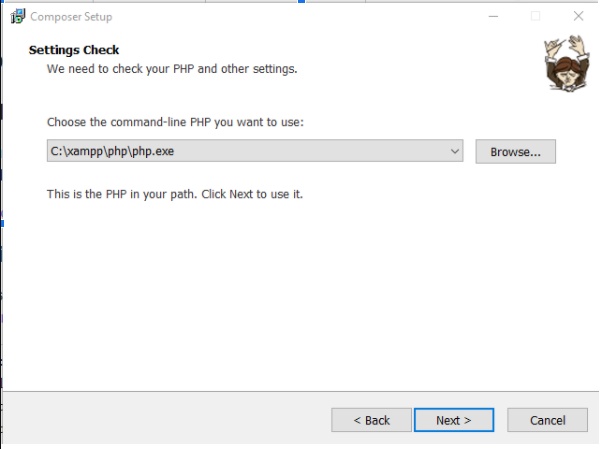 Composer Setup
Settings Check
We need to check your PHP and other settings.
Choose the command-line PHP you want to use:
C:\xampp\php\php.exe
Browse...
This is the PHP in your path. Click Next to use it.
< Back
Next >
Cancel